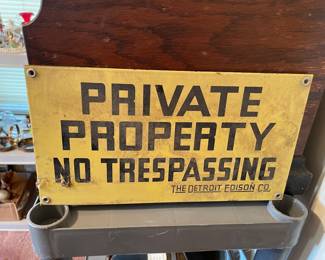 PRIVATE
PROPERTY
NO TRESPASSING
THE DETROIT EDISON CO.